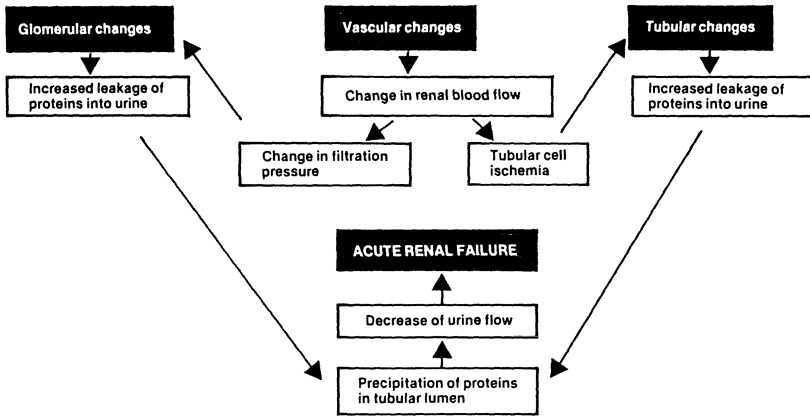 Glomerular changes
Vascular changes
Tubular changes
Increased leakage of
proteins into urine
Change in renal blood flow
Increased leakage of
proteins into urine
Change in filtration
pressure
Tubular cell
ischemia
ACUTE RENAL FAILURE
Decrease of urine flow
Precipitation of proteins
in tubular lumen